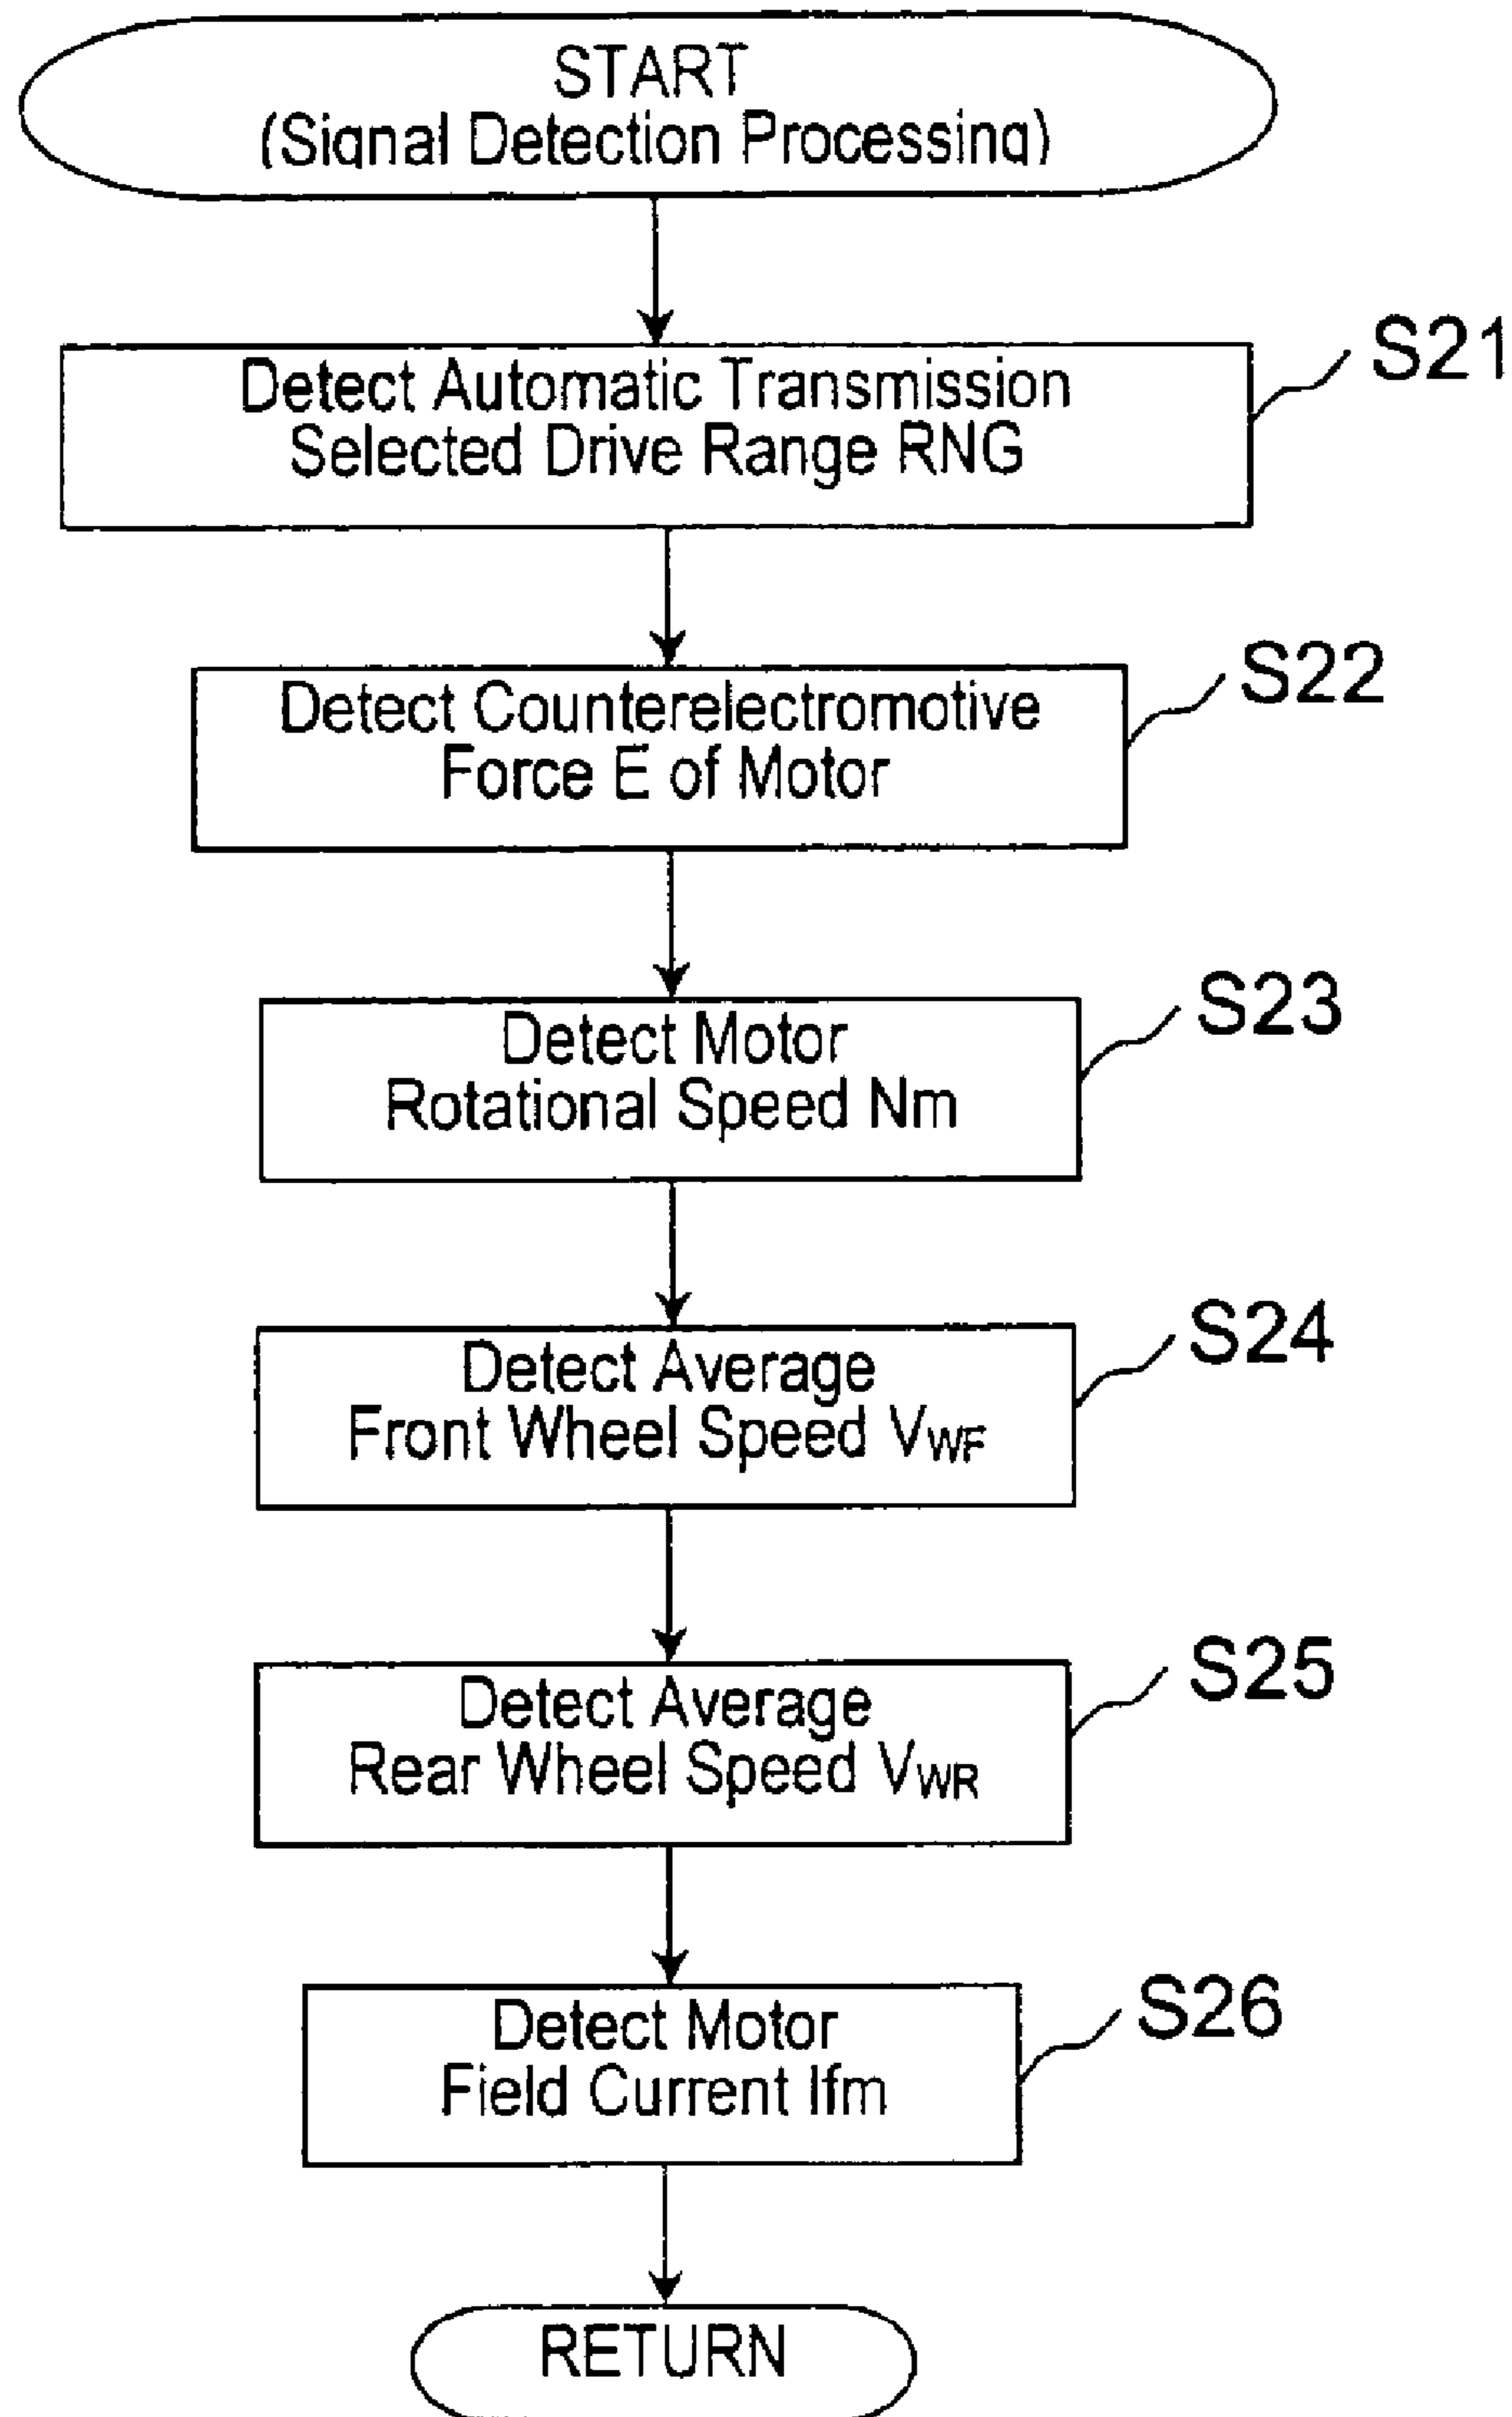 START
(Signal Detection Processing)
S21
Detect Automatic Transmission
Selected Drive Range RNG
S22
Detect Counterelectromotive
Force E of Motor
S23
Detect Motor
Rotational Speed Nm
S24
Detect Average
Front Wheel Speed VWF
S25
Detect Average
Rear Wheel Speed VWR
S26
Detect Motor
Field Current Ifm
RETURN